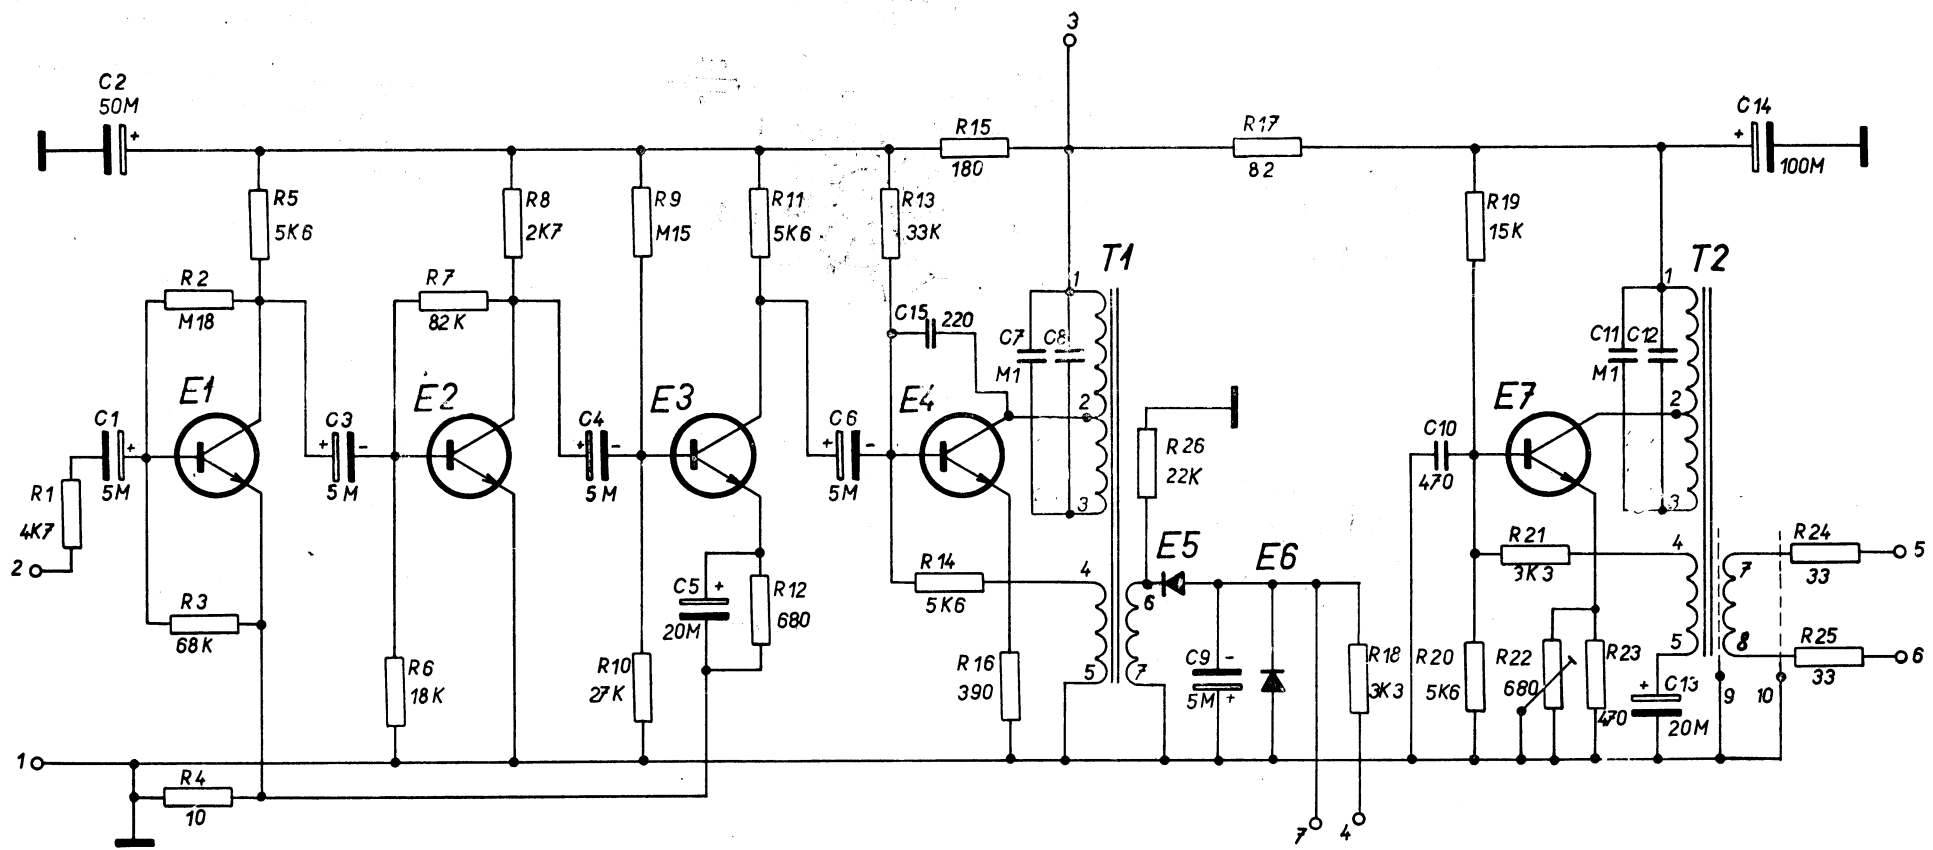 3
C2
50M
+
R15
180
R17
82
C14
+
100M
R5
5K6
R8
2K7
R9
M15
R11
5K6
R13
33K
R19
15K
T1
T2
R2
M18
R7
82K
C15 220
1
C7
C8
M1
2
3
1
C11
C12
M1
2
3
E1
E2
E3
E4
E7
C1
+
5M
C3
+ -
5M
C4
+ -
5M
C6
+ -
5M
C10
470
R1
4K7
2
R26
22K
R3
68K
C5
+
20M
R12
680
R14
5K6
4
5
6
7
E5
E6
R21
3K3
4
5
7
8
R24
33
5
R25
33
6
R6
18K
R10
27K
R16
390
C9
-
5M
+
R18
3K3
R20
5K6
R22
680
R23
470
+
C13
20M
9
10
1
R4
10
7
4